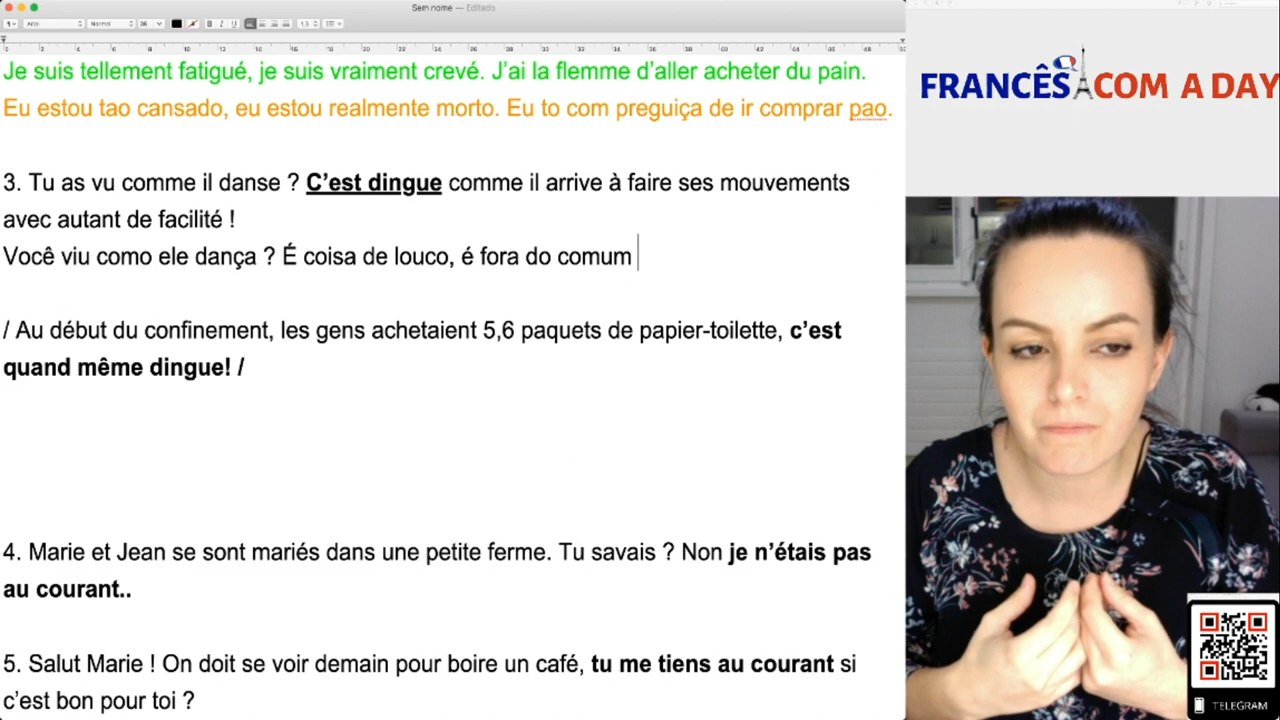 Sem nome — Editado
Je suis tellement fatigué, je suis vraiment crevé. J’ai la flemme d’aller acheter du pain.
Eu estou tao cansado, eu estou realmente morto. Eu to com preguiça de ir comprar pao.
3. Tu as vu comme il danse ? C’est dingue comme il arrive à faire ses mouvements
avec autant de facilité !
Você viu como ele dança ? É coisa de louco, é fora do comum
/ Au début du confinement, les gens achetaient 5,6 paquets de papier-toilette, c’est
quand même dingue! /
4. Marie et Jean se sont mariés dans une petite ferme. Tu savais ? Non je n’étais pas
au courant..
5. Salut Marie ! On doit se voir demain pour boire un café, tu me tiens au courant si
c’est bon pour toi ?
FRANCÊS COM A DAY
TELEGRAM